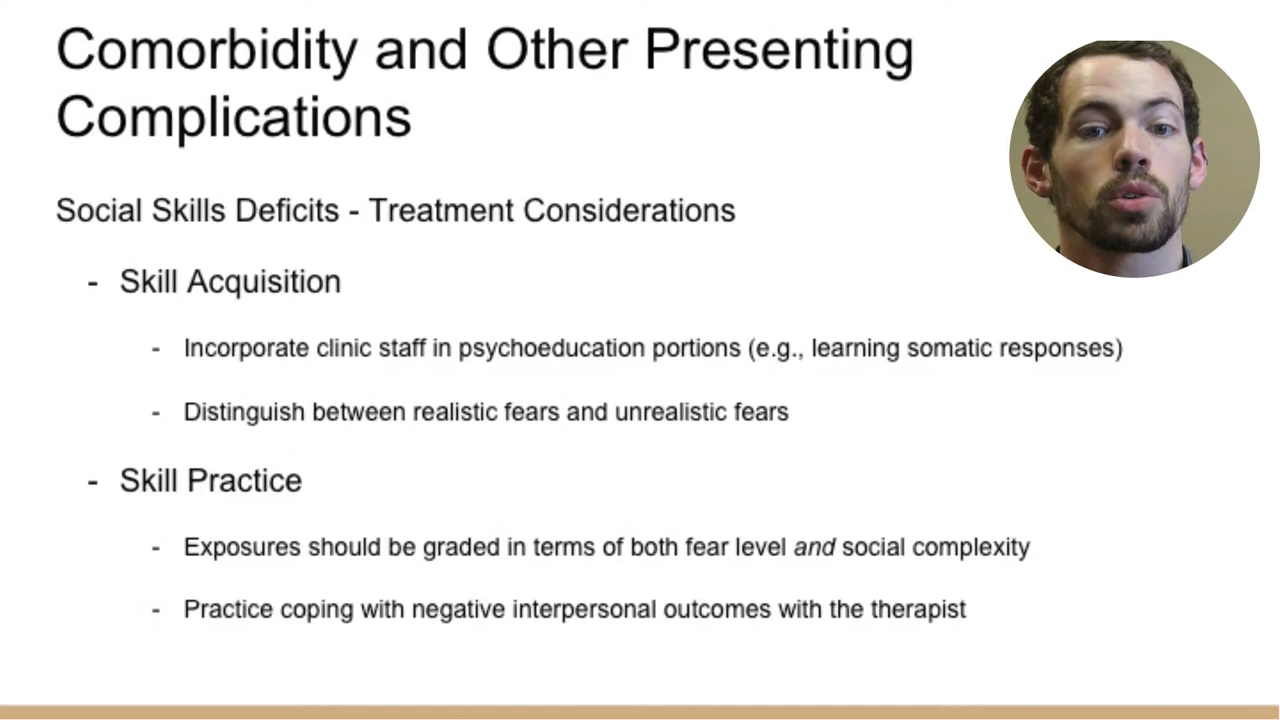 Comorbidity and Other Presenting
Complications
Social Skills Deficits - Treatment Considerations
- Skill Acquisition
- Incorporate clinic staff in psychoeducation portions (e.g., learning somatic responses)
- Distinguish between realistic fears and unrealistic fears
- Skill Practice
- Exposures should be graded in terms of both fear level and social complexity
- Practice coping with negative interpersonal outcomes with the therapist